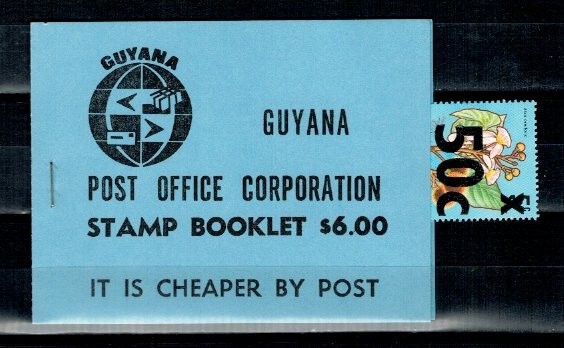 GUYANA
GUYANA
POST OFFICE CORPORATION
STAMP BOOKLET $6.00
IT IS CHEAPER BY POST
50c